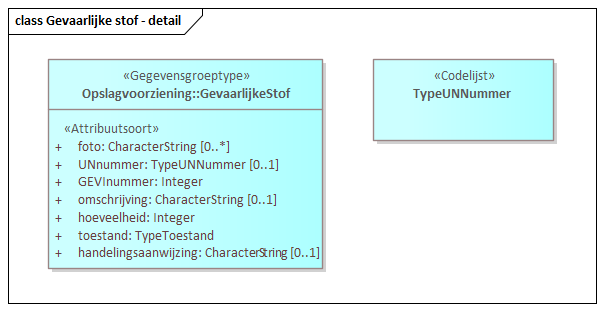 class Gevaarlijke stof - detail
«Gegevensgroeptype»
Opslagvoorziening::GevaarlijkeStof
«Attribuutsoort»
+ foto: CharacterString [0..*]
+ UNnummer: TypeUNNummer [0..1]
+ GEVInummer: Integer
+ omschrijving: CharacterString [0..1]
+ hoeveelheid: Integer
+ toestand: TypeToestand
+ handelingsaanwijzing: CharacterString [0..1]
«Codelijst»
TypeUNNummer